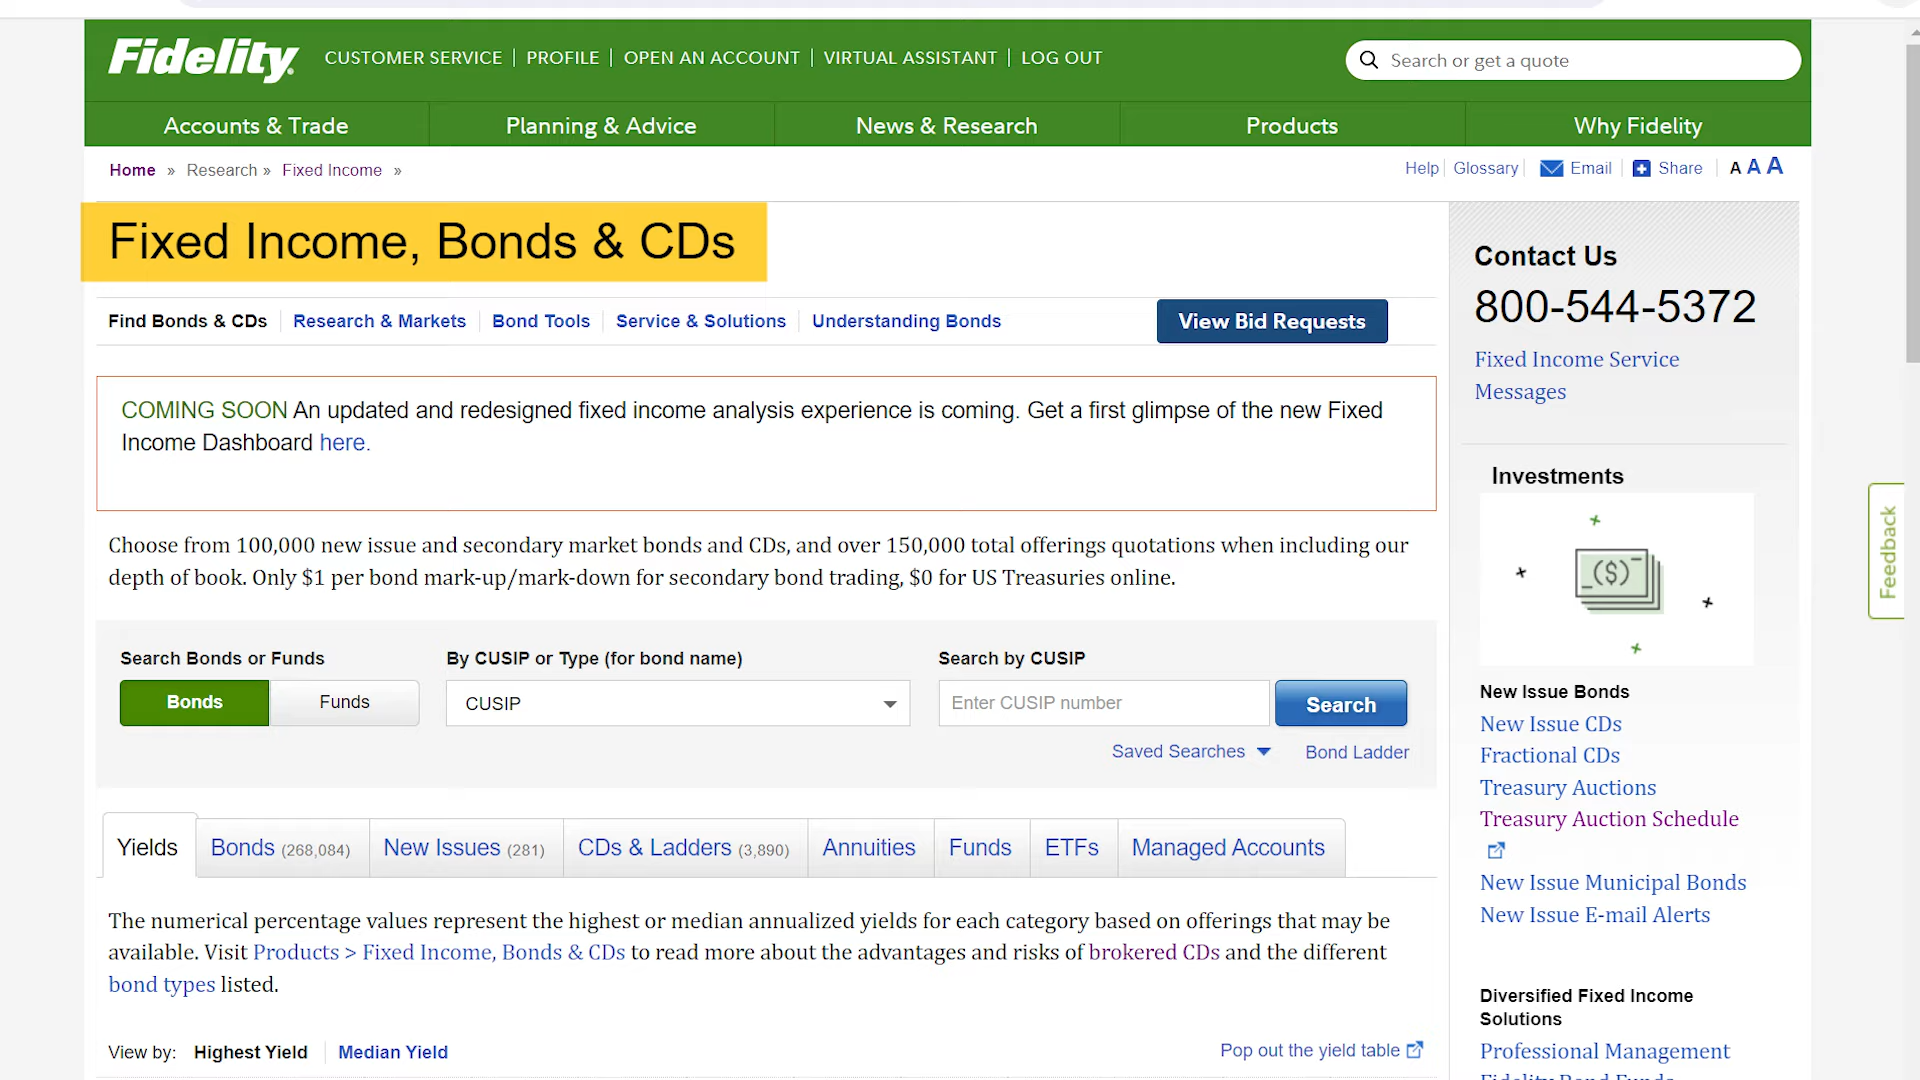 Fidelity
CUSTOMER SERVICE | PROFILE | OPEN AN ACCOUNT | VIRTUAL ASSISTANT | LOG OUT
Search or get a quote
Accounts & Trade
Planning & Advice
News & Research
Products
Why Fidelity
Home » Research » Fixed Income »
Help | Glossary | Email | Share | A A A
Fixed Income, Bonds & CDs
Find Bonds & CDs
Research & Markets
Bond Tools
Service & Solutions
Understanding Bonds
View Bid Requests
COMING SOON An updated and redesigned fixed income analysis experience is coming. Get a first glimpse of the new Fixed
Income Dashboard here.
Choose from 100,000 new issue and secondary market bonds and CDs, and over 150,000 total offerings quotations when including our
depth of book. Only $1 per bond mark-up/mark-down for secondary bond trading, $0 for US Treasuries online.
Search Bonds or Funds
Bonds
Funds
By CUSIP or Type (for bond name)
CUSIP
Search by CUSIP
Enter CUSIP number
Search
Saved Searches
Bond Ladder
Yields
Bonds (268,084)
New Issues (281)
CDs & Ladders (3,890)
Annuities
Funds
ETFs
Managed Accounts
The numerical percentage values represent the highest or median annualized yields for each category based on offerings that may be
available. Visit Products > Fixed Income, Bonds & CDs to read more about the advantages and risks of brokered CDs and the different
bond types listed.
View by: Highest Yield | Median Yield
Pop out the yield table
Contact Us
800-544-5372
Fixed Income Service
Messages
Investments
($)
New Issue Bonds
New Issue CDs
Fractional CDs
Treasury Auctions
Treasury Auction Schedule
New Issue Municipal Bonds
New Issue E-mail Alerts
Diversified Fixed Income
Solutions
Professional Management
Fidelity Bond Funds
Feedback